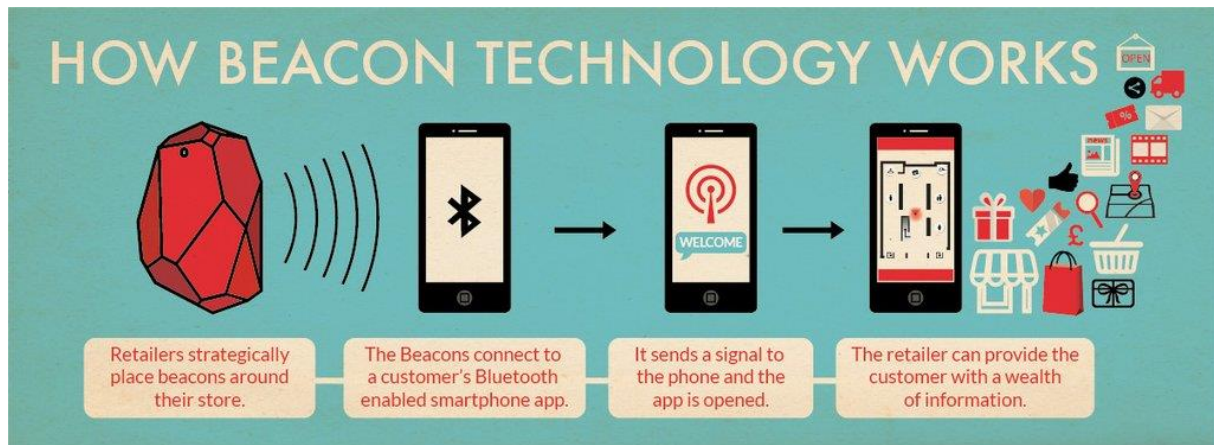 HOW BEACON TECHNOLOGY WORKS
OPEN
%
news
WELCOME
£
Retailers strategically
place beacons around
their store.
The Beacons connect to
a customer's Bluetooth
enabled smartphone app.
It sends a signal to
the phone and the
app is opened.
The retailer can provide the
customer with a wealth
of information.